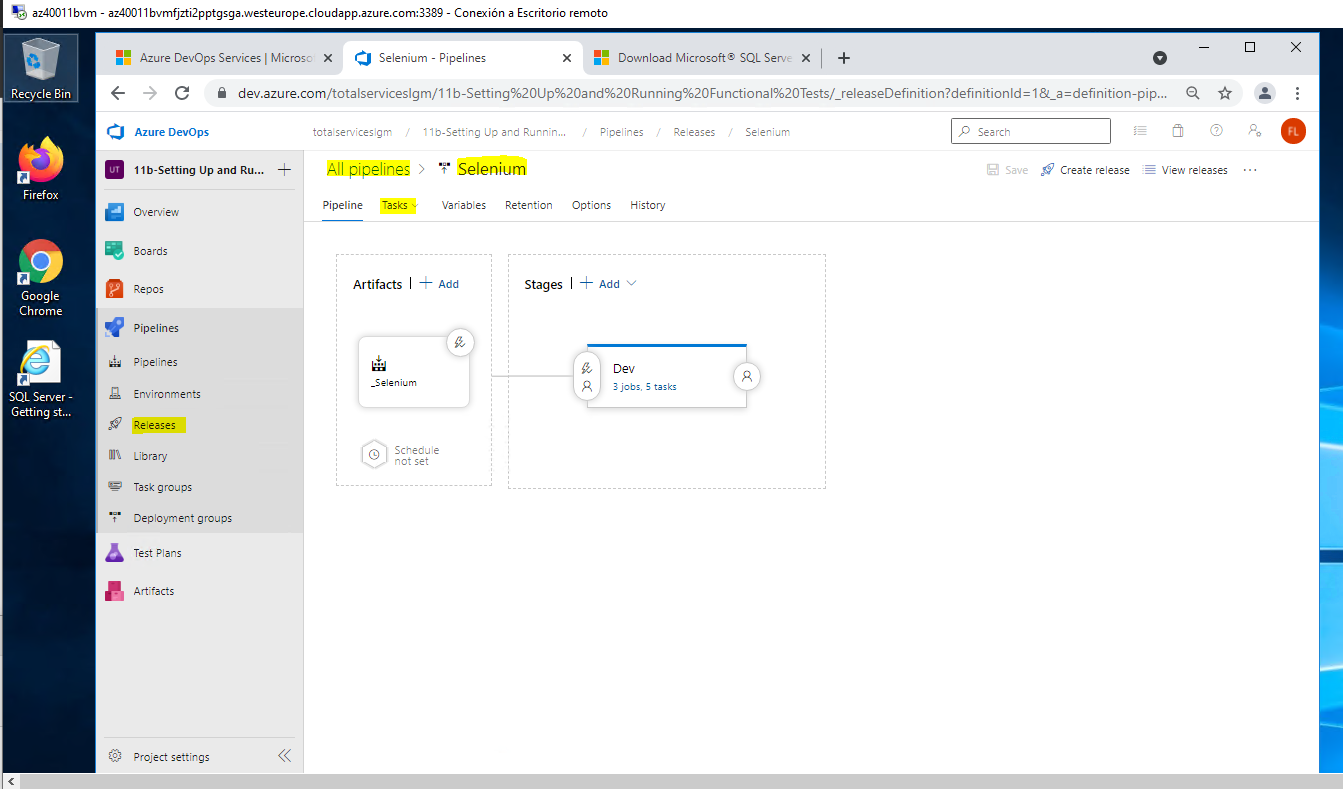 az40011bvm - az40011bvmfjzti2pptgsga.westeurope.cloudapp.azure.com:3389 - Conexión a Escritorio remoto
Recycle Bin
Firefox
Google
Chrome
SQL Server -
Getting st...
Azure DevOps Services | Microso
Selenium - Pipelines
Download Microsoft® SQL Serve
dev.azure.com/totalserviceslgm/11b-Setting%20Up%20and%20Running%20Functional%20Tests/_releaseDefinition?definitionId=1&_a=definition-pip...
Azure DevOps
totalserviceslgm / 11b-Setting Up and Runnin... / Pipelines / Releases / Selenium
Search
FL
UT 11b-Setting Up and Ru...
Overview
Boards
Repos
Pipelines
Pipelines
Environments
Releases
Library
Task groups
Deployment groups
Test Plans
Artifacts
Project settings
All pipelines > Selenium
Save
Create release
View releases
Pipeline Tasks Variables Retention Options History
Artifacts | + Add
_Selenium
Schedule
not set
Stages | + Add
Dev
3 jobs, 5 tasks